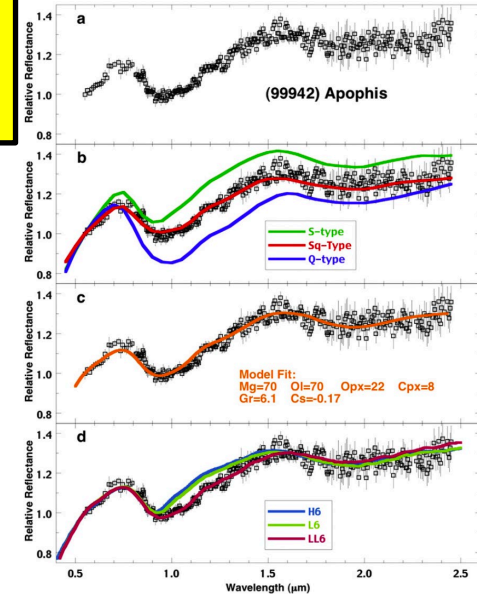 a
1.4
1.2
1.0
0.8
Relative Reflectance
(99942) Apophis
b
1.4
1.2
1.0
0.8
Relative Reflectance
S-type
Sq-Type
Q-type
c
1.4
1.2
1.0
0.8
Relative Reflectance
Model Fit:
Mg=70 Ol=70 Opx=22 Cpx=8
Gr=6.1 Cs=-0.17
d
1.4
1.2
1.0
0.8
Relative Reflectance
H6
L6
LL6
0.5 1.0 1.5 2.0 2.5
Wavelength (μm)